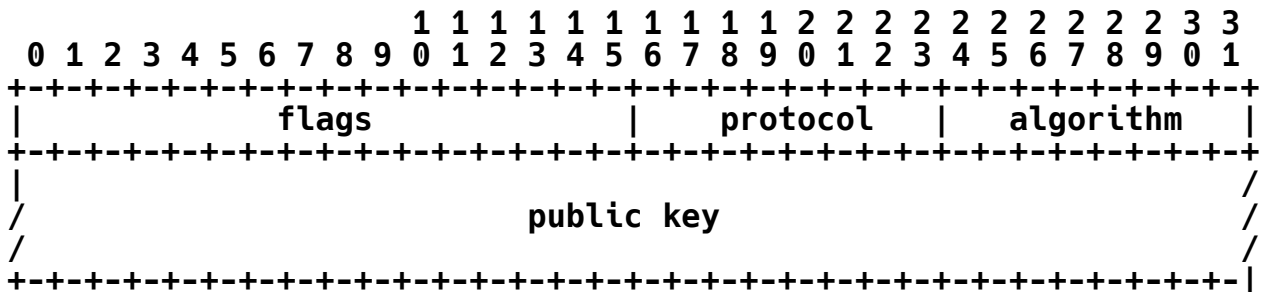 1 1 1 1 1 1 1 1 1 1 2 2 2 2 2 2 2 2 2 2 3 3
 0 1 2 3 4 5 6 7 8 9 0 1 2 3 4 5 6 7 8 9 0 1 2 3 4 5 6 7 8 9 0 1
+-+-+-+-+-+-+-+-+-+-+-+-+-+-+-+-+-+-+-+-+-+-+-+-+-+-+-+-+-+-+-+-+
|             flags             |    protocol   |   algorithm   |
+-+-+-+-+-+-+-+-+-+-+-+-+-+-+-+-+-+-+-+-+-+-+-+-+-+-+-+-+-+-+-+-+
|                                                               /
/                          public key                           /
/                                                               /
+-+-+-+-+-+-+-+-+-+-+-+-+-+-+-+-+-+-+-+-+-+-+-+-+-+-+-+-+-+-+-+-|